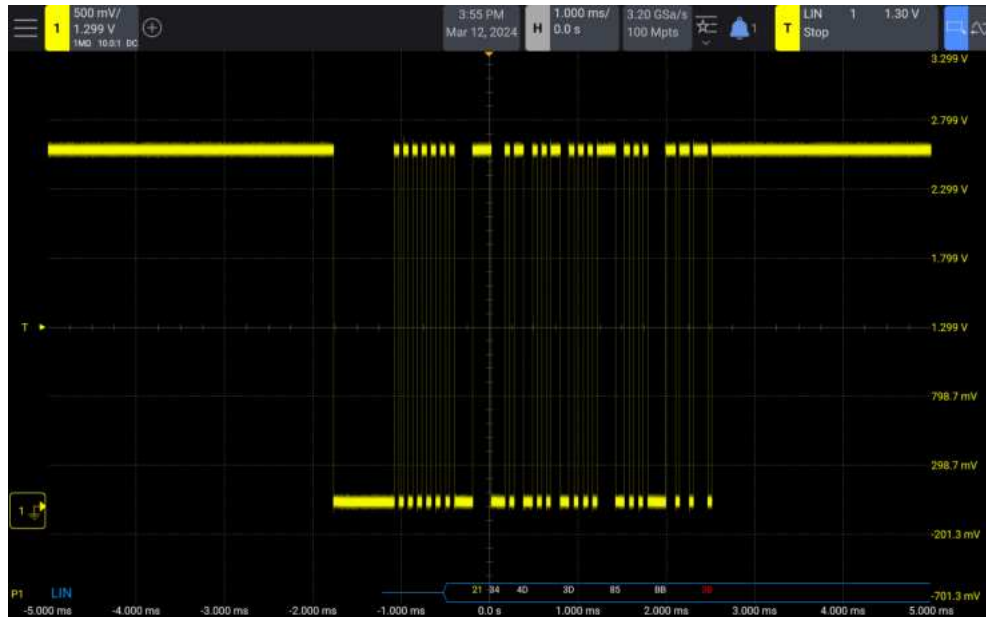 500 mV/
1 1.299 V
1MΩ 10.0:1 DC
3:55 PM
Mar 12, 2024
H 1.000 ms/
0.0 s
3.20 GSa/s
100 Mpts
1
T LIN 1 1.30 V
Stop
3.299 V
2.799 V
2.299 V
1.799 V
T 1.299 V
798.7 mV
298.7 mV
1
-201.3 mV
P1 LIN
21 34 4D 3D 85 BB
-701.3 mV
-5.000 ms -4.000 ms -3.000 ms -2.000 ms -1.000 ms 0.0 s 1.000 ms 2.000 ms 3.000 ms 4.000 ms 5.000 ms